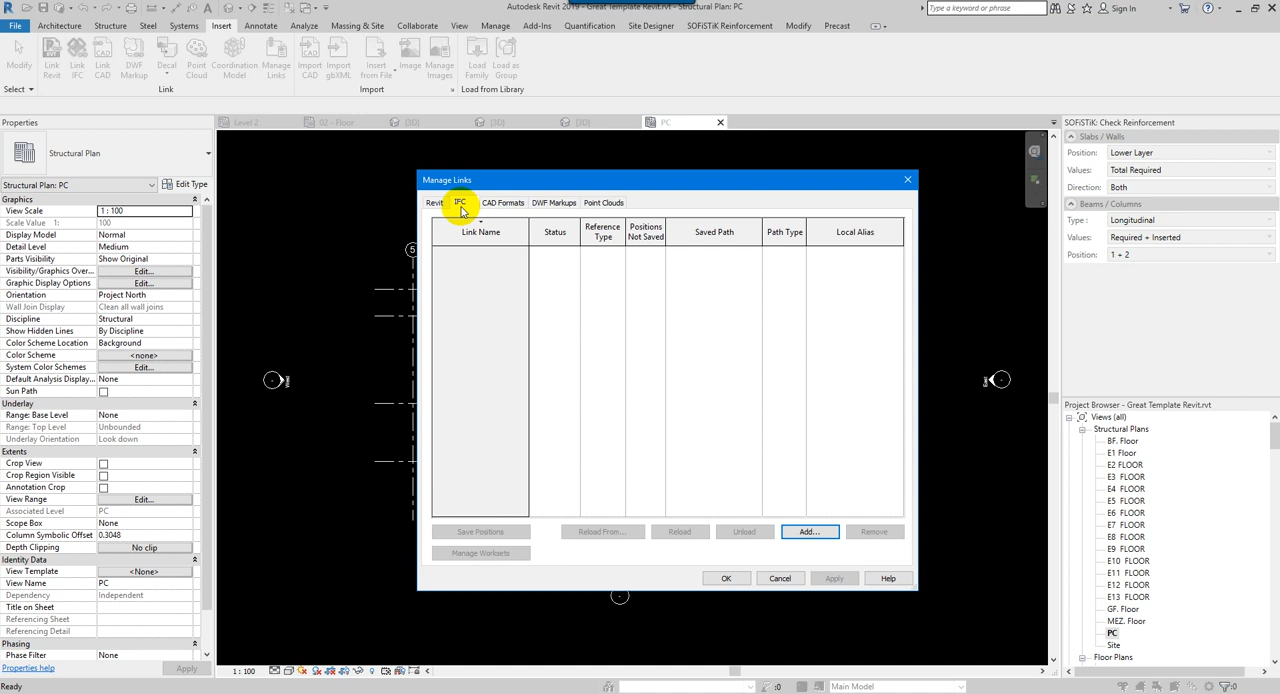 Autodesk Revit 2019 - Great Template Revit.rvt - Structural Plan: PC
Type a keyword or phrase
Sign In
File Architecture Structure Steel Systems Insert Annotate Analyze Massing & Site Collaborate View Manage Add-Ins Quantification Site Designer SOFiSTiK Reinforcement Modify Precast
Modify
Link Revit
Link IFC
Link CAD
DWF Markup
Decal
Point Cloud
Coordination Model
Manage Links
Import CAD
Import gbXML
Insert from File
Image
Manage Images
Load Family
Load as Group
Select
Link
Import
Load from Library
Properties
Level 2
02 - Floor
{3D}
{3D}
{3D}
PC
SOFiSTiK: Check Reinforcement
Structural Plan
Structural Plan: PC
Edit Type
Graphics
View Scale 1 : 100
Scale Value 1: 100
Display Model Normal
Detail Level Medium
Parts Visibility Show Original
Visibility/Graphics Over... Edit...
Graphic Display Options Edit...
Orientation Project North
Wall Join Display Clean all wall joins
Discipline Structural
Show Hidden Lines By Discipline
Color Scheme Location Background
Color Scheme <none>
System Color Schemes Edit...
Default Analysis Display... None
Sun Path
Underlay
Range: Base Level None
Range: Top Level Unbounded
Underlay Orientation Look down
Extents
Crop View
Crop Region Visible
Annotation Crop
View Range Edit...
Associated Level PC
Scope Box None
Column Symbolic Offset 0.3048
Depth Clipping No clip
Identity Data
View Template <None>
View Name PC
Dependency Independent
Title on Sheet
Referencing Sheet
Referencing Detail
Phasing
Phase Filter None
Properties help
Apply
5
West
East
Manage Links
Revit IFC CAD Formats DWF Markups Point Clouds
Link Name
Status
Reference Type
Positions Not Saved
Saved Path
Path Type
Local Alias
Save Positions Reload From... Reload Unload Add... Remove
Manage Worksets
OK Cancel Apply Help
Slabs / Walls
Position: Lower Layer
Values: Total Required
Direction: Both
Beams / Columns
Type : Longitudinal
Values: Required + Inserted
Position: 1 + 2
Project Browser - Great Template Revit.rvt
Views (all)
Structural Plans
BF. Floor
E1 Floor
E2 FLOOR
E3 FLOOR
E4 FLOOR
E5 FLOOR
E6 FLOOR
E7 FLOOR
E8 FLOOR
E9 FLOOR
E10 FLOOR
E11 FLOOR
E12 FLOOR
E13 FLOOR
GF. Floor
MEZ. Floor
PC
Site
Floor Plans
1 : 100
Ready
:0
Main Model
:0